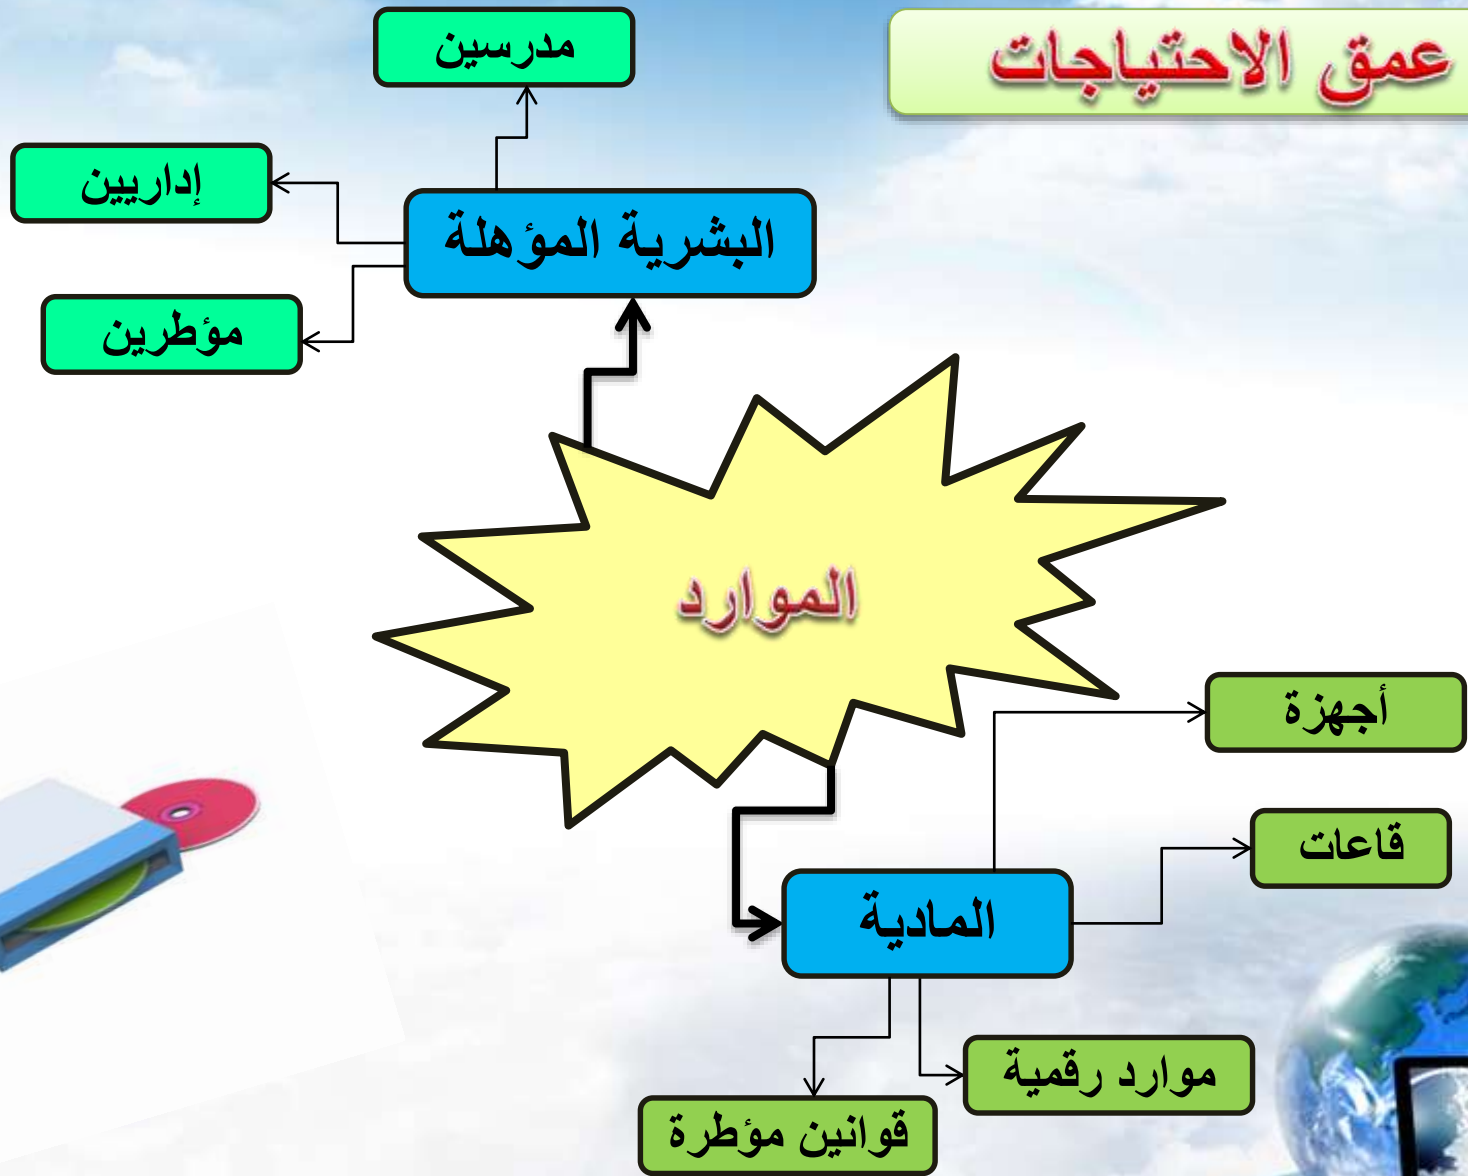 عمق الاحتياجات
مدرسين
إداريين
البشرية المؤهلة
مؤطرين
الموارد
أجهزة
قاعات
المادية
موارد رقمية
قوانين مؤطرة